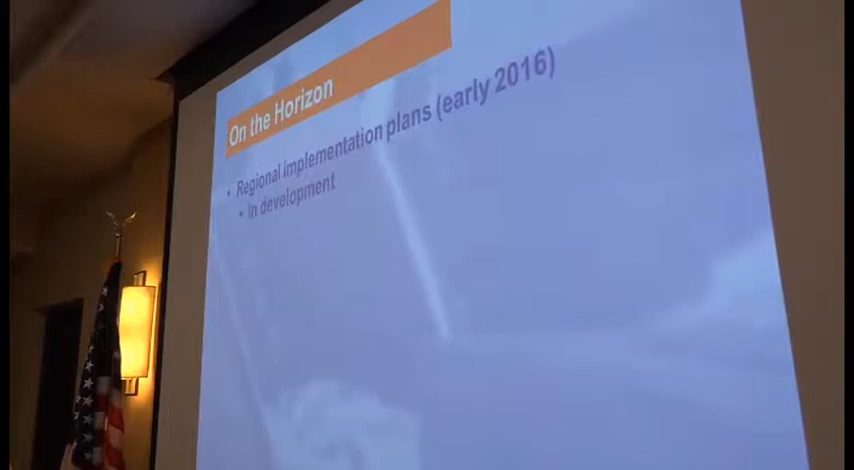 On the Horizon
• Regional implementation plans (early 2016)
• In development